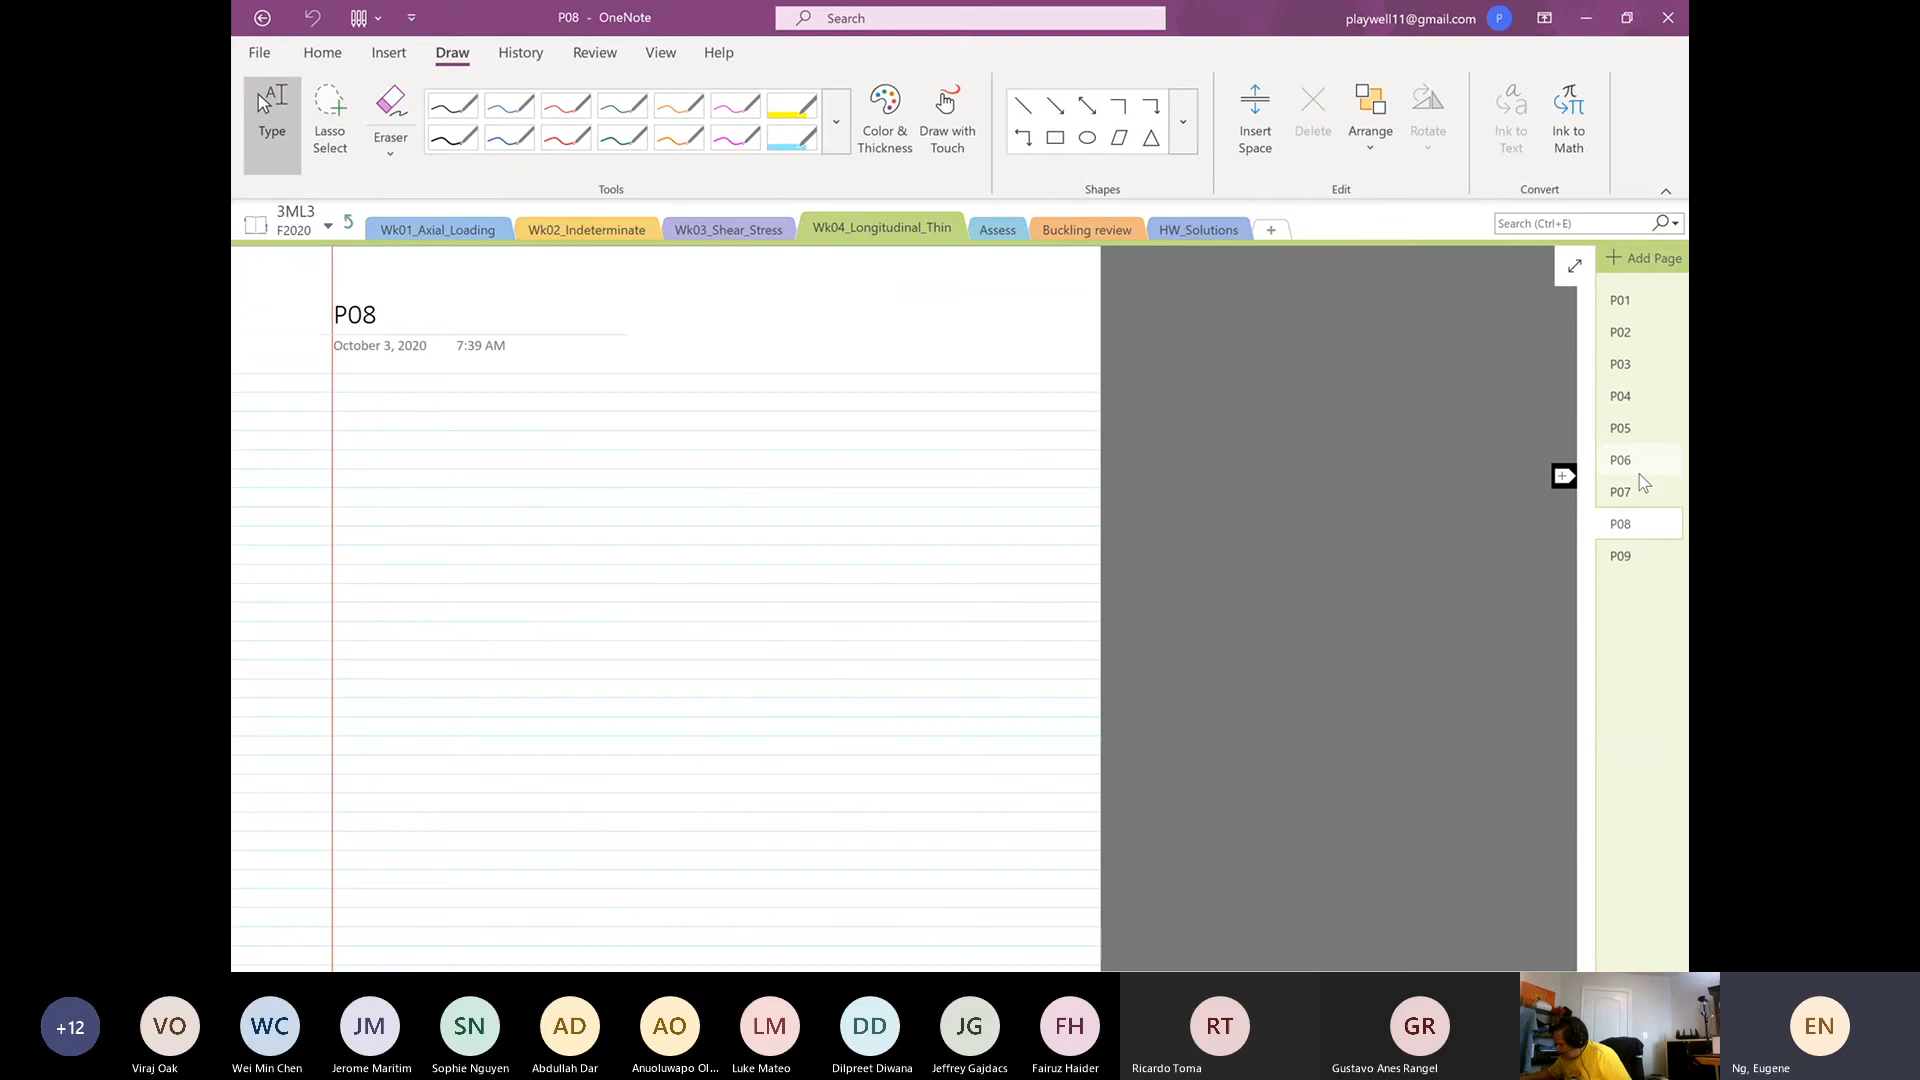 P08 - OneNote
Search
playwell11@gmail.com
P
File
Home
Insert
Draw
History
Review
View
Help
Type
Lasso
Select
Eraser
Color &
Thickness
Draw with
Touch
Insert
Space
Delete
Arrange
Rotate
Ink to
Text
Ink to
Math
Tools
Shapes
Edit
Convert
3ML3
F2020
Wk01_Axial_Loading
Wk02_Indeterminate
Wk03_Shear_Stress
Wk04_Longitudinal_Thin
Assess
Buckling review
HW_Solutions
Search (Ctrl+E)
Add Page
P01
P02
P03
P04
P05
P06
P07
P08
P09
P08
October 3, 2020 7:39 AM
+12
VO
WC
JM
SN
AD
AO
LM
DD
JG
FH
RT
GR
EN
Viraj Oak
Wei Min Chen
Jerome Maritim
Sophie Nguyen
Abdullah Dar
Anuoluwapo Ol...
Luke Mateo
Dilpreet Diwana
Jeffrey Gajdacs
Fairuz Haider
Ricardo Toma
Gustavo Anes Rangel
Ng, Eugene